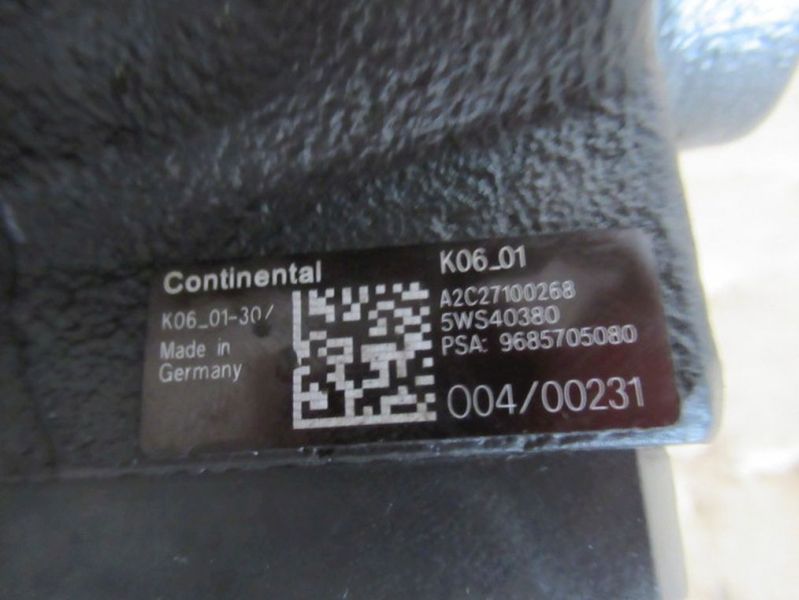 Continental
K06_01-30/
Made in
Germany
K06_01
A2C27100268
5WS40380
PSA: 9685705080
004/00231